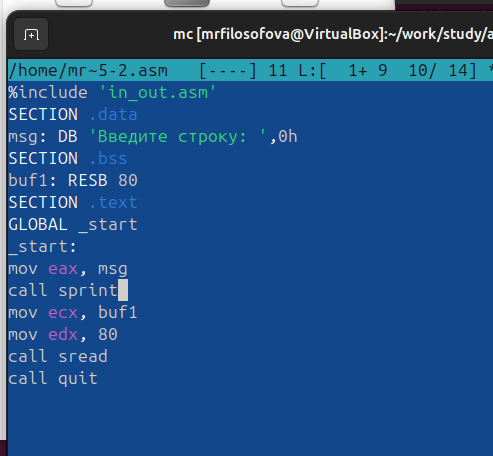 mc [mrfilosofova@VirtualBox]:~/work/study/a
/home/mr~5-2.asm   [----] 11 L:[  1+ 9  10/ 14] *
%include 'in_out.asm'
SECTION .data
msg: DB 'Введите строку: ',0h
SECTION .bss
buf1: RESB 80
SECTION .text
GLOBAL _start
_start:
mov eax, msg
call sprint
mov ecx, buf1
mov edx, 80
call sread
call quit